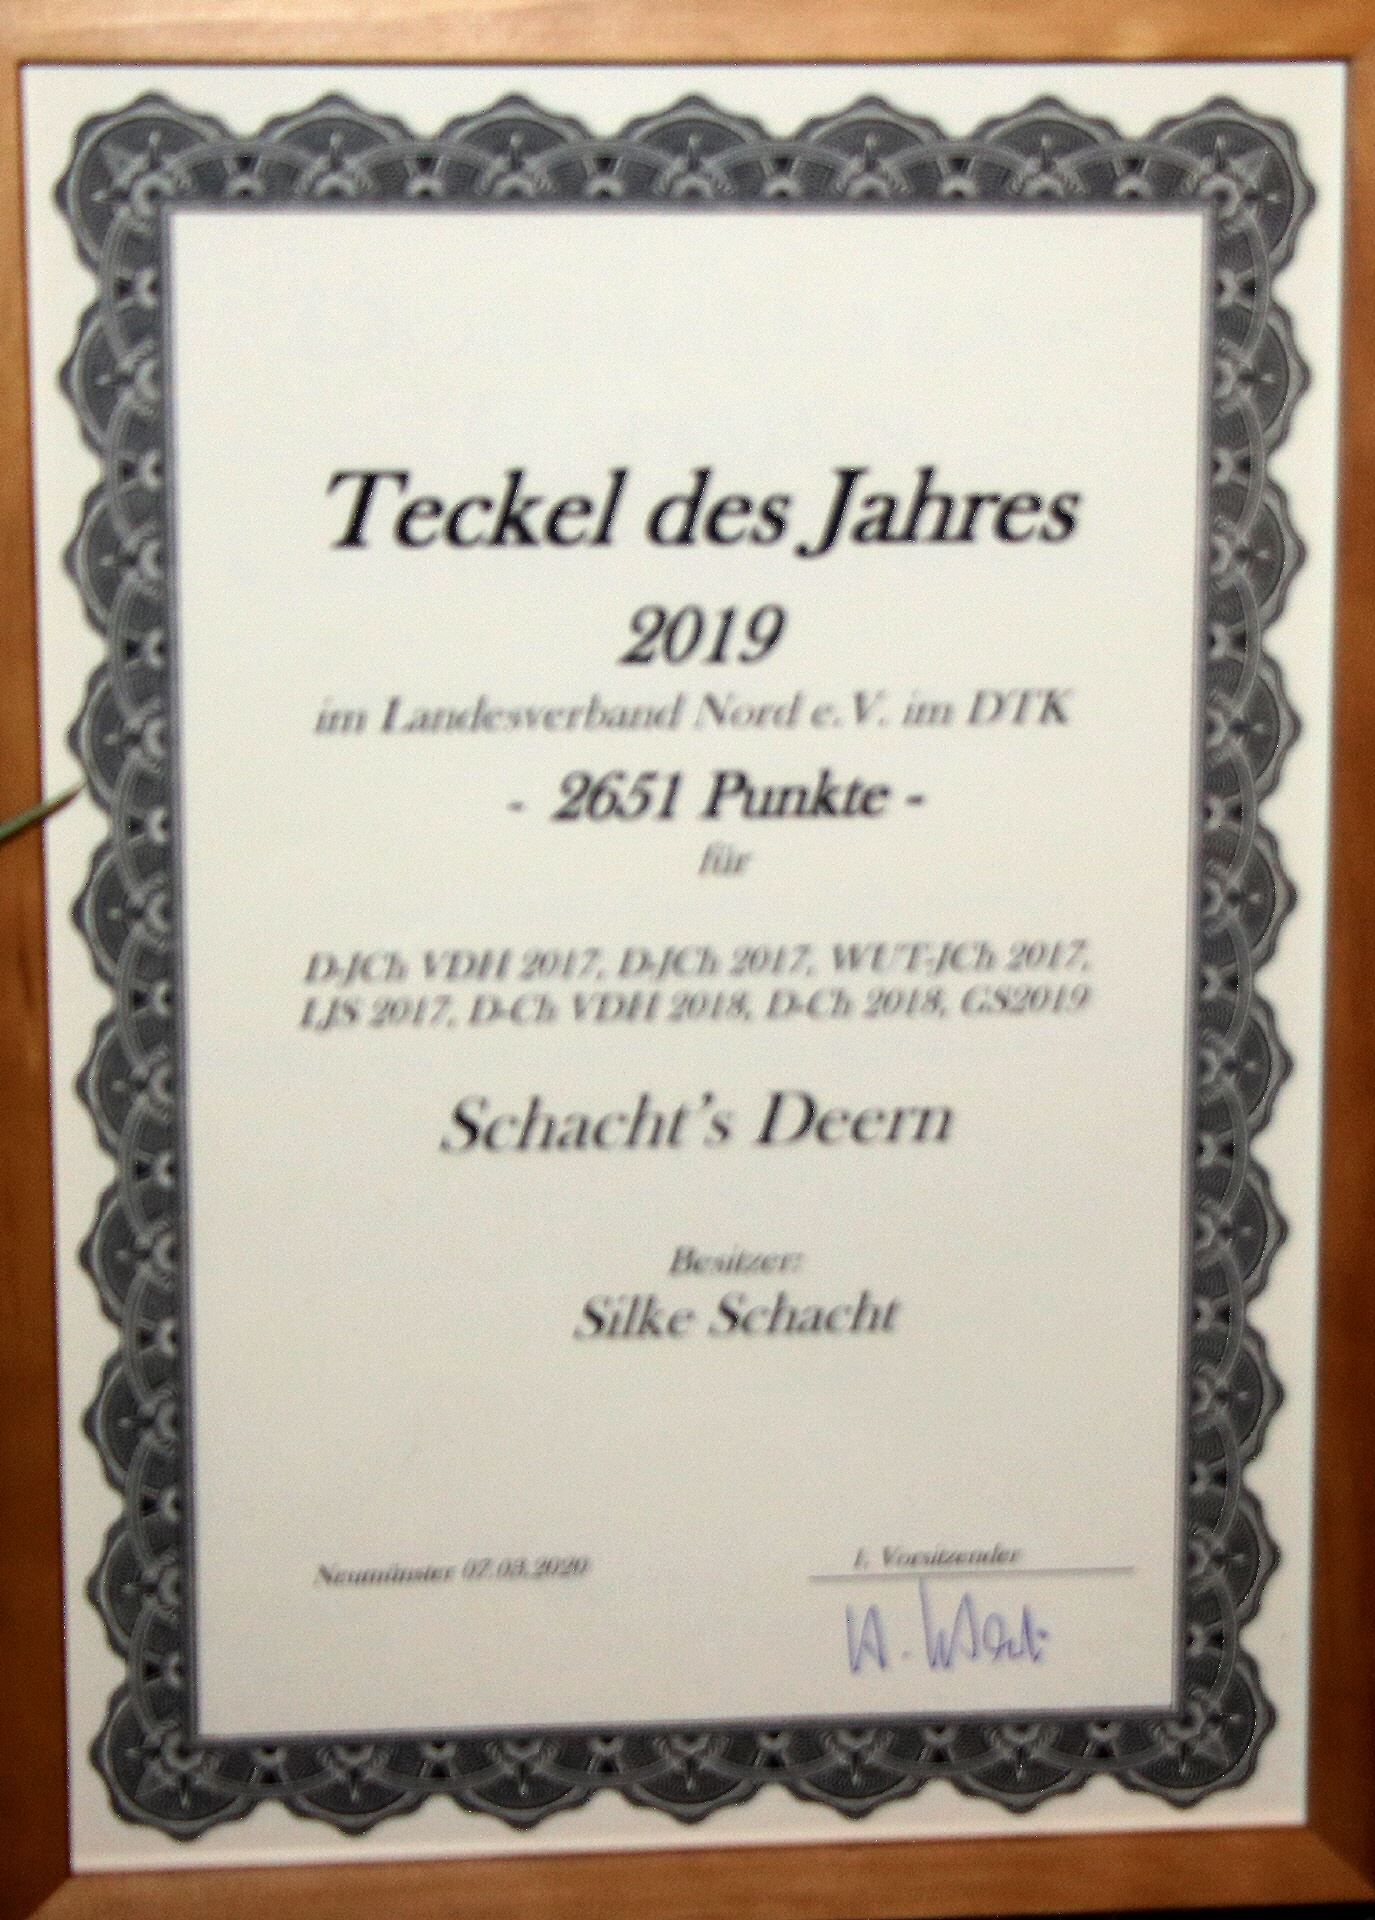 Teckel des Jahres
2019
im Landesverband Nord e.V. im DTK
- 2651 Punkte -
für
D-JCh VDH 2017, D-JCh 2017, WUT-JCh 2017,
LJS 2017, D-Ch VDH 2018, D-Ch 2018, GS2019
Schacht's Deern
Besitzer:
Silke Schacht
Neumünster 07.03.2020
1. Vorsitzender